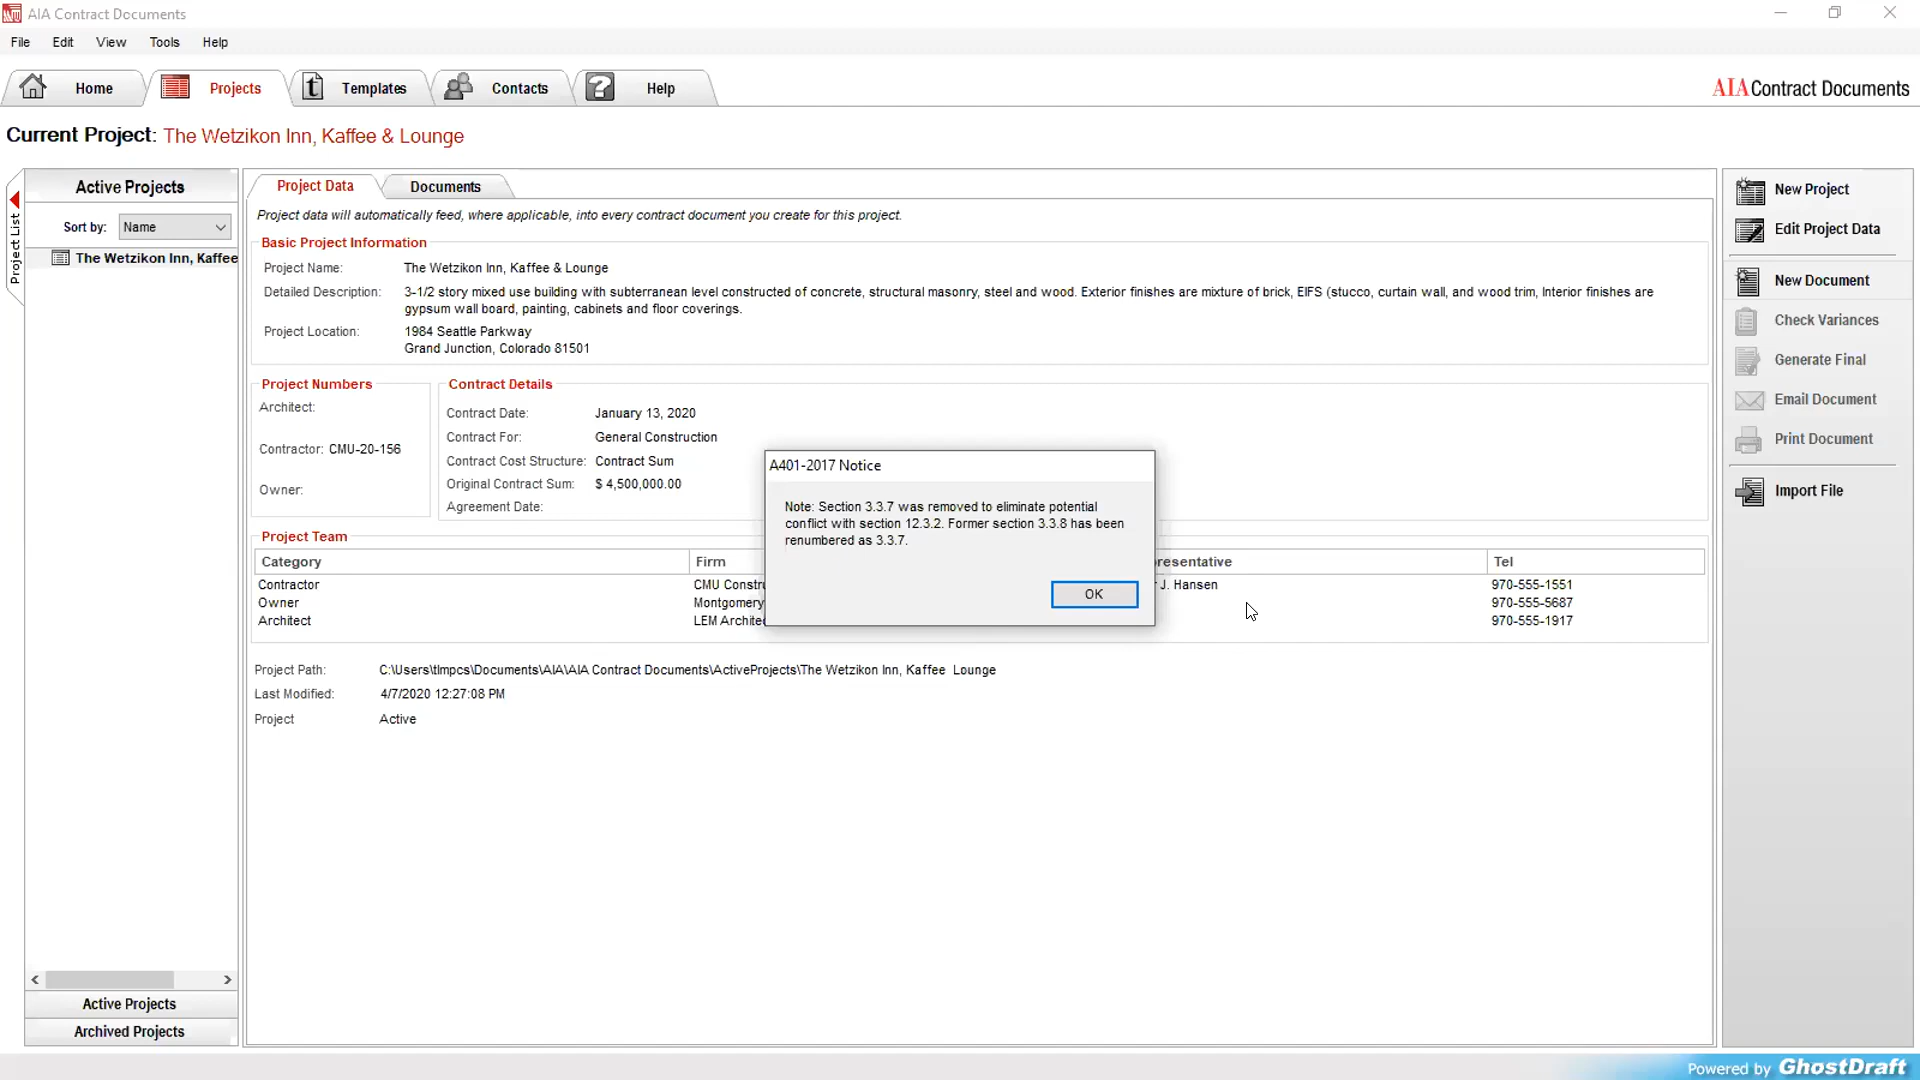 AIA Contract Documents
File Edit View Tools Help
Home Projects Templates Contacts Help
AIA Contract Documents
Current Project: The Wetzikon Inn, Kaffee & Lounge
Project List
Active Projects
Sort by: Name
The Wetzikon Inn, Kaffee
Active Projects
Archived Projects
Project Data Documents
Project data will automatically feed, where applicable, into every contract document you create for this project.
Basic Project Information
Project Name: The Wetzikon Inn, Kaffee & Lounge
Detailed Description: 3-1/2 story mixed use building with subterranean level constructed of concrete, structural masonry, steel and wood. Exterior finishes are mixture of brick, EIFS (stucco, curtain wall, and wood trim, Interior finishes are
gypsum wall board, painting, cabinets and floor coverings.
Project Location: 1984 Seattle Parkway
Grand Junction, Colorado 81501
Project Numbers
Architect:
Contractor: CMU-20-156
Owner:
Contract Details
Contract Date: January 13, 2020
Contract For: General Construction
Contract Cost Structure: Contract Sum
Original Contract Sum: $ 4,500,000.00
Agreement Date:
A401-2017 Notice
Note: Section 3.3.7 was removed to eliminate potential
conflict with section 12.3.2. Former section 3.3.8 has been
renumbered as 3.3.7.
OK
Project Team
Category Firm presentative Tel
Contractor CMU Constru J. Hansen 970-555-1551
Owner Montgomery 970-555-5687
Architect LEM Architec 970-555-1917
Project Path: C:\Users\tlmpcs\Documents\AIA\AIA Contract Documents\ActiveProjects\The Wetzikon Inn, Kaffee Lounge
Last Modified: 4/7/2020 12:27:08 PM
Project Active
New Project
Edit Project Data
New Document
Check Variances
Generate Final
Email Document
Print Document
Import File
Powered by GhostDraft